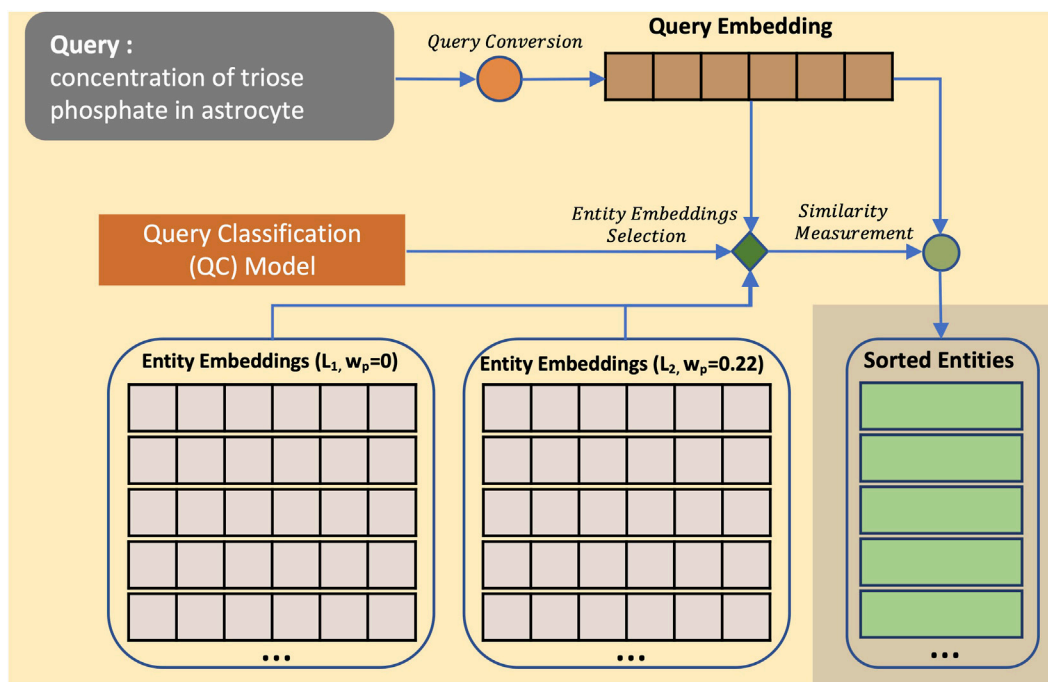 Query :
concentration of triose
phosphate in astrocyte
Query Conversion
Query Embedding
Query Classification
(QC) Model
Entity Embeddings
Selection
Similarity
Measurement
Entity Embeddings (L₁, wₚ=0)
Entity Embeddings (L₂, wₚ=0.22)
Sorted Entities
...
...
...